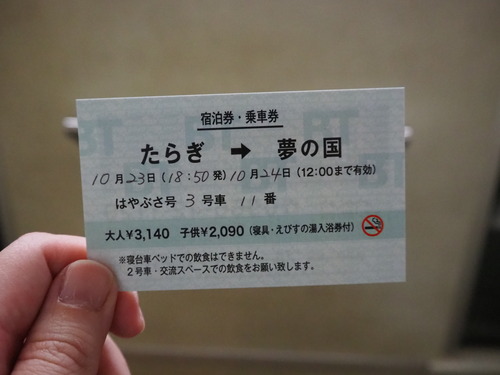 宿泊券・乗車券
たらぎ ➡ 夢の国
10月23日(18:50発)10月24日(12:00まで有効)
はやぶさ号 3号車 11番
大人¥3,140 子供¥2,090(寝具・えびすの湯入浴券付)
※寝台車ベッドでの飲食はできません。
2号車・交流スペースでの飲食をお願い致します。